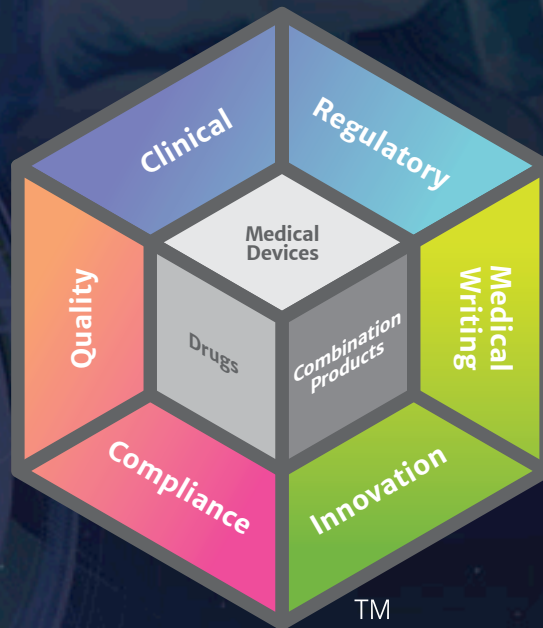 Clinical
Regulatory
Medical
Devices
Quality
Drugs
Combination
Products
Medical
Writing
Compliance
Innovation
TM